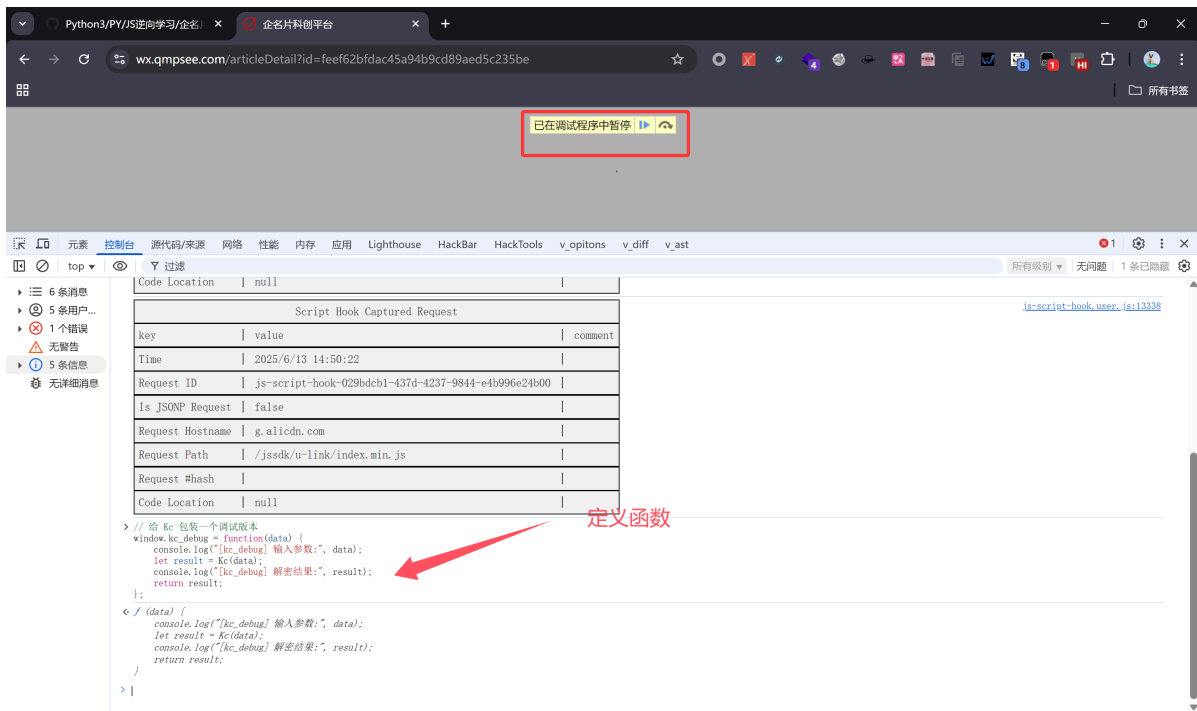 Python3/PY/JS逆向学习/企名
企名片科创平台
wx.qmpsee.com/articleDetail?id=feef62bfdac45a94b9cd89aed5c235be
4
8
1
HI
所有书签
已在调试程序中暂停
元素 控制台 源代码/来源 网络 性能 内存 应用 Lighthouse HackBar HackTools v_opitons v_diff v_ast
1
top
过滤
所有级别
无问题
1 条已隐藏
6 条消息
5 条用户...
1 个错误
无警告
5 条信息
无详细消息
Code Location | null |
js-script-hook.user.js:13338
Script Hook Captured Request
key | value | comment
Time | 2025/6/13 14:50:22 |
Request ID | js-script-hook-029bdcb1-437d-4237-9844-e4b996e24b00 |
Is JSONP Request | false |
Request Hostname | g.alicdn.com |
Request Path | /jssdk/u-link/index.min.js |
Request #hash | |
Code Location | null |
定义函数
> // 给 Kc 包装一个调试版本
window.kc_debug = function(data) {
console.log("[kc_debug] 输入参数:", data);
let result = Kc(data);
console.log("[kc_debug] 解密结果:", result);
return result;
};
ƒ (data) {
console.log("[kc_debug] 输入参数:", data);
let result = Kc(data);
console.log("[kc_debug] 解密结果:", result);
return result;
}
>